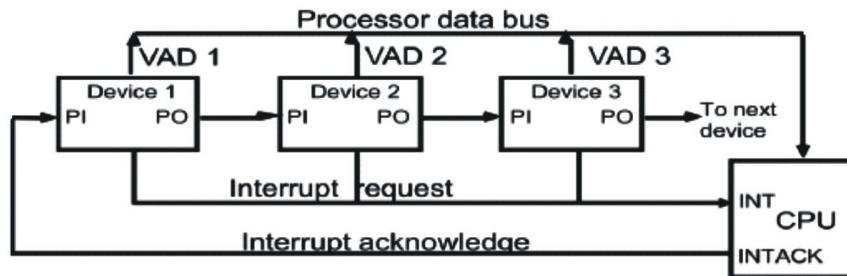 Processor data bus
VAD 1
VAD 2
VAD 3
Device 1
PI
PO
Device 2
PI
PO
Device 3
PI
PO
To next
device
Interrupt request
INT
CPU
Interrupt acknowledge
INTACK